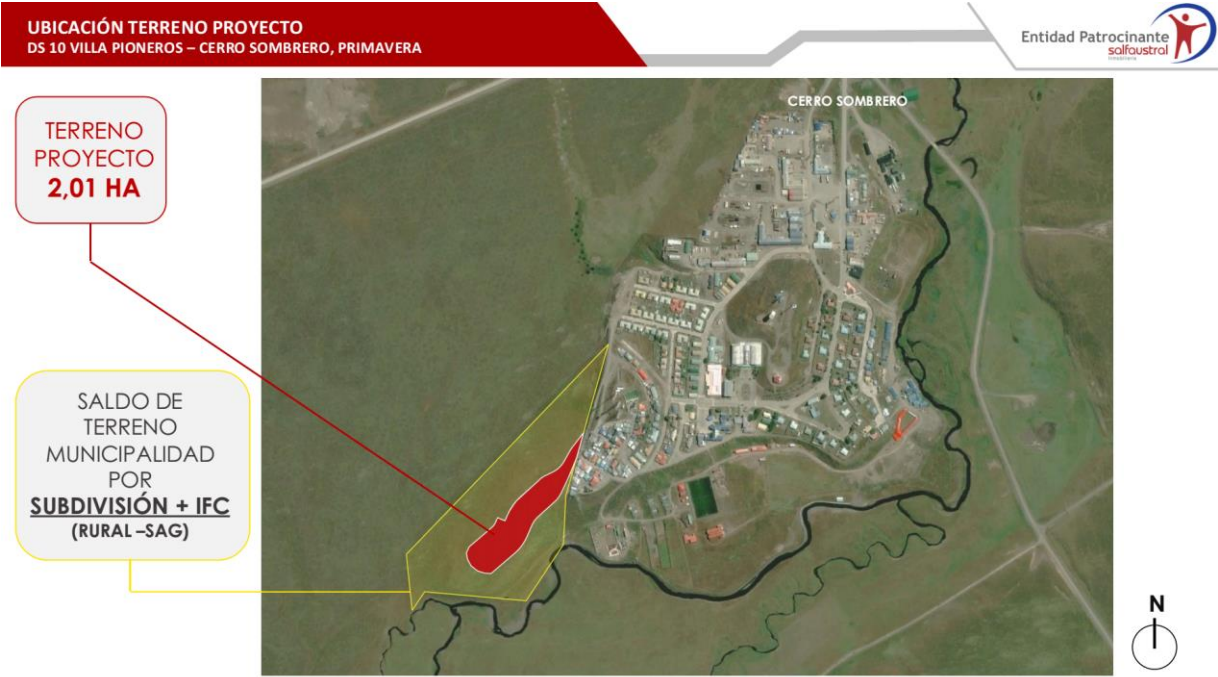 UBICACIÓN TERRENO PROYECTO
DS 10 VILLA PIONEROS – CERRO SOMBRERO, PRIMAVERA
Entidad Patrocinante
salfaustral
inmobiliaria
CERRO SOMBRERO
TERRENO
PROYECTO
2,01 HA
SALDO DE
TERRENO
MUNICIPALIDAD
POR
SUBDIVISIÓN + IFC
(RURAL –SAG)
N